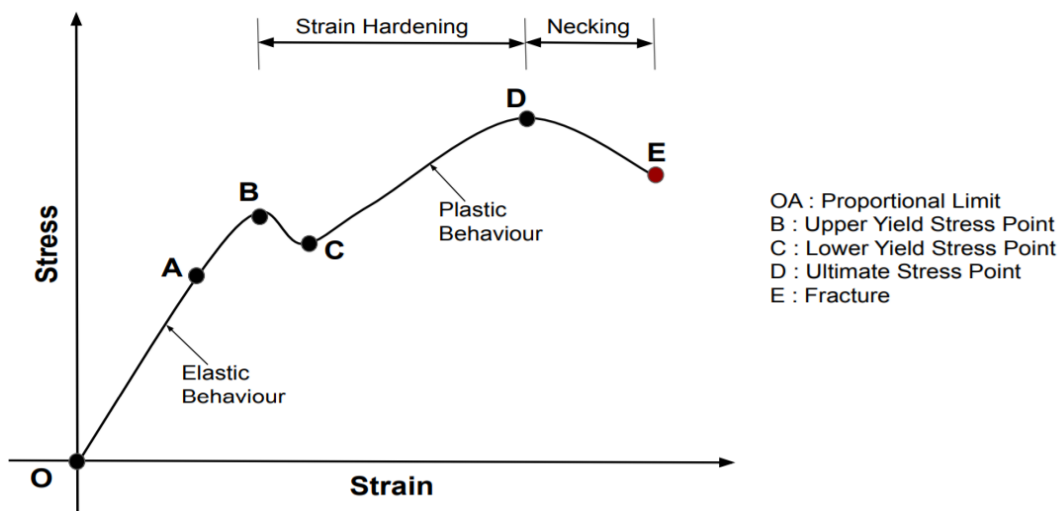 Strain Hardening
Necking
D
E
B
Plastic
Behaviour
C
A
Elastic
Behaviour
O
Stress
Strain
OA : Proportional Limit
B : Upper Yield Stress Point
C : Lower Yield Stress Point
D : Ultimate Stress Point
E : Fracture